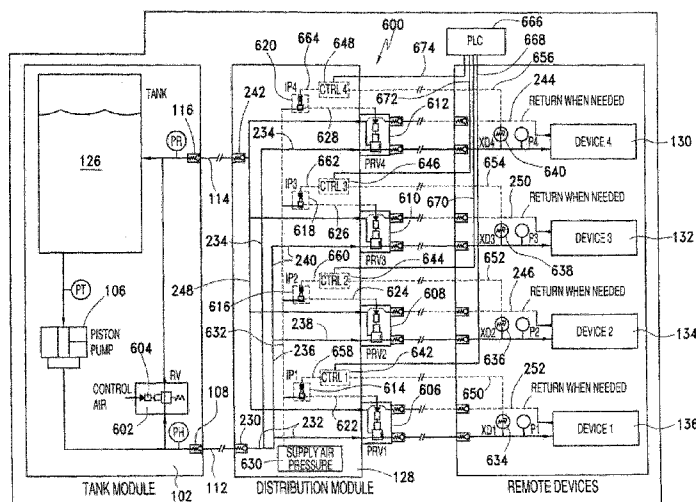 600
666
PLC
620
664
648
674
668
656
244
116
242
IP4
CTRL 4
672
612
RETURN WHEN NEEDED
TANK
126
PR
234
628
PRV4
XD4
P4
DEVICE 4
130
640
114
662
646
654
IP3
CTRL 3
610
670
250
RETURN WHEN NEEDED
234
618
626
PRV3
XD3
P3
DEVICE 3
132
240
660
644
652
638
248
IP2
CTRL 2
246
RETURN WHEN NEEDED
616
624
608
PT
106
PISTON PUMP
632
238
PRV2
XD2
P2
DEVICE 2
134
236
658
642
636
604
RV
IP1
CTRL 1
650
252
RETURN WHEN NEEDED
CONTROL AIR
614
606
602
108
230
232
622
PH
PRV1
XD1
P1
DEVICE 1
136
630
SUPPLY AIR PRESSURE
634
112
128
102
TANK MODULE
DISTRIBUTION MODULE
REMOTE DEVICES